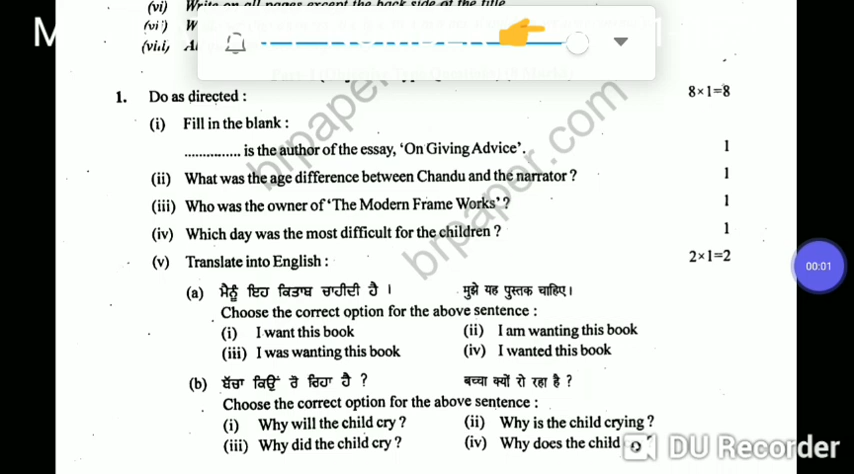 (vi) Write on all pages except the back side of the title
(vii) W
(viii) A
1. Do as directed : 8×1=8
(i) Fill in the blank :
............... is the author of the essay, ‘On Giving Advice’. 1
(ii) What was the age difference between Chandu and the narrator ? 1
(iii) Who was the owner of ‘The Modern Frame Works’ ? 1
(iv) Which day was the most difficult for the children ? 1
(v) Translate into English : 2×1=2
(a) ਮੈਨੂੰ ਇਹ ਕਿਤਾਬ ਚਾਹੀਦੀ ਹੈ । मुझे यह पुस्तक चाहिए।
Choose the correct option for the above sentence :
(i) I want this book (ii) I am wanting this book
(iii) I was wanting this book (iv) I wanted this book
(b) ਬੱਚਾ ਕਿਉਂ ਰੋ ਰਿਹਾ ਹੈ ? बच्चा क्यों रो रहा है ?
Choose the correct option for the above sentence :
(i) Why will the child cry ? (ii) Why is the child crying ?
(iii) Why did the child cry ? (iv) Why does the child
brpaper.com
brpaper.com
00:01
DU Recorder